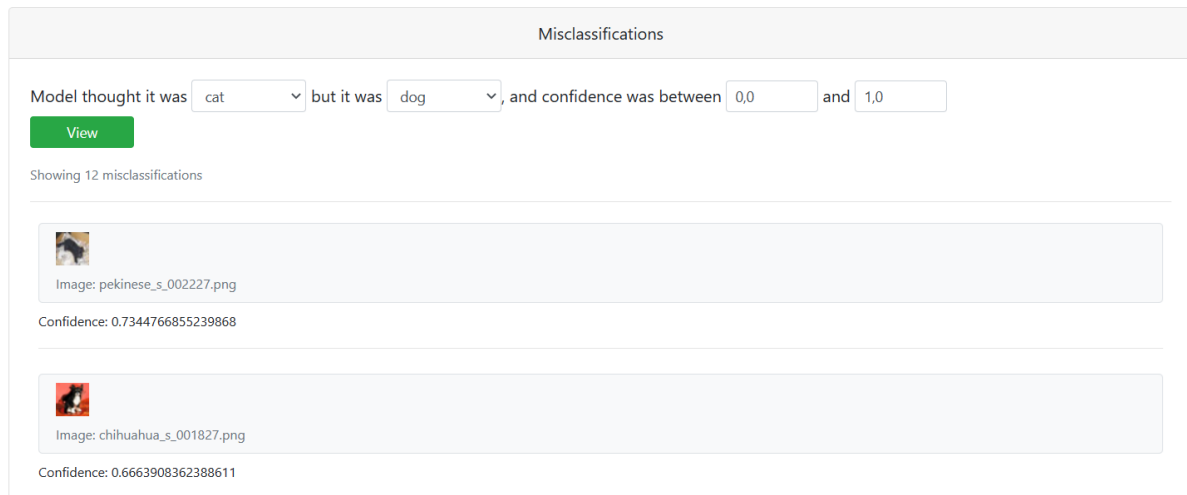 Misclassifications
Model thought it was cat but it was dog , and confidence was between 0,0 and 1,0
View
Showing 12 misclassifications
Image: pekinese_s_002227.png
Confidence: 0.7344766855239868
Image: chihuahua_s_001827.png
Confidence: 0.6663908362388611